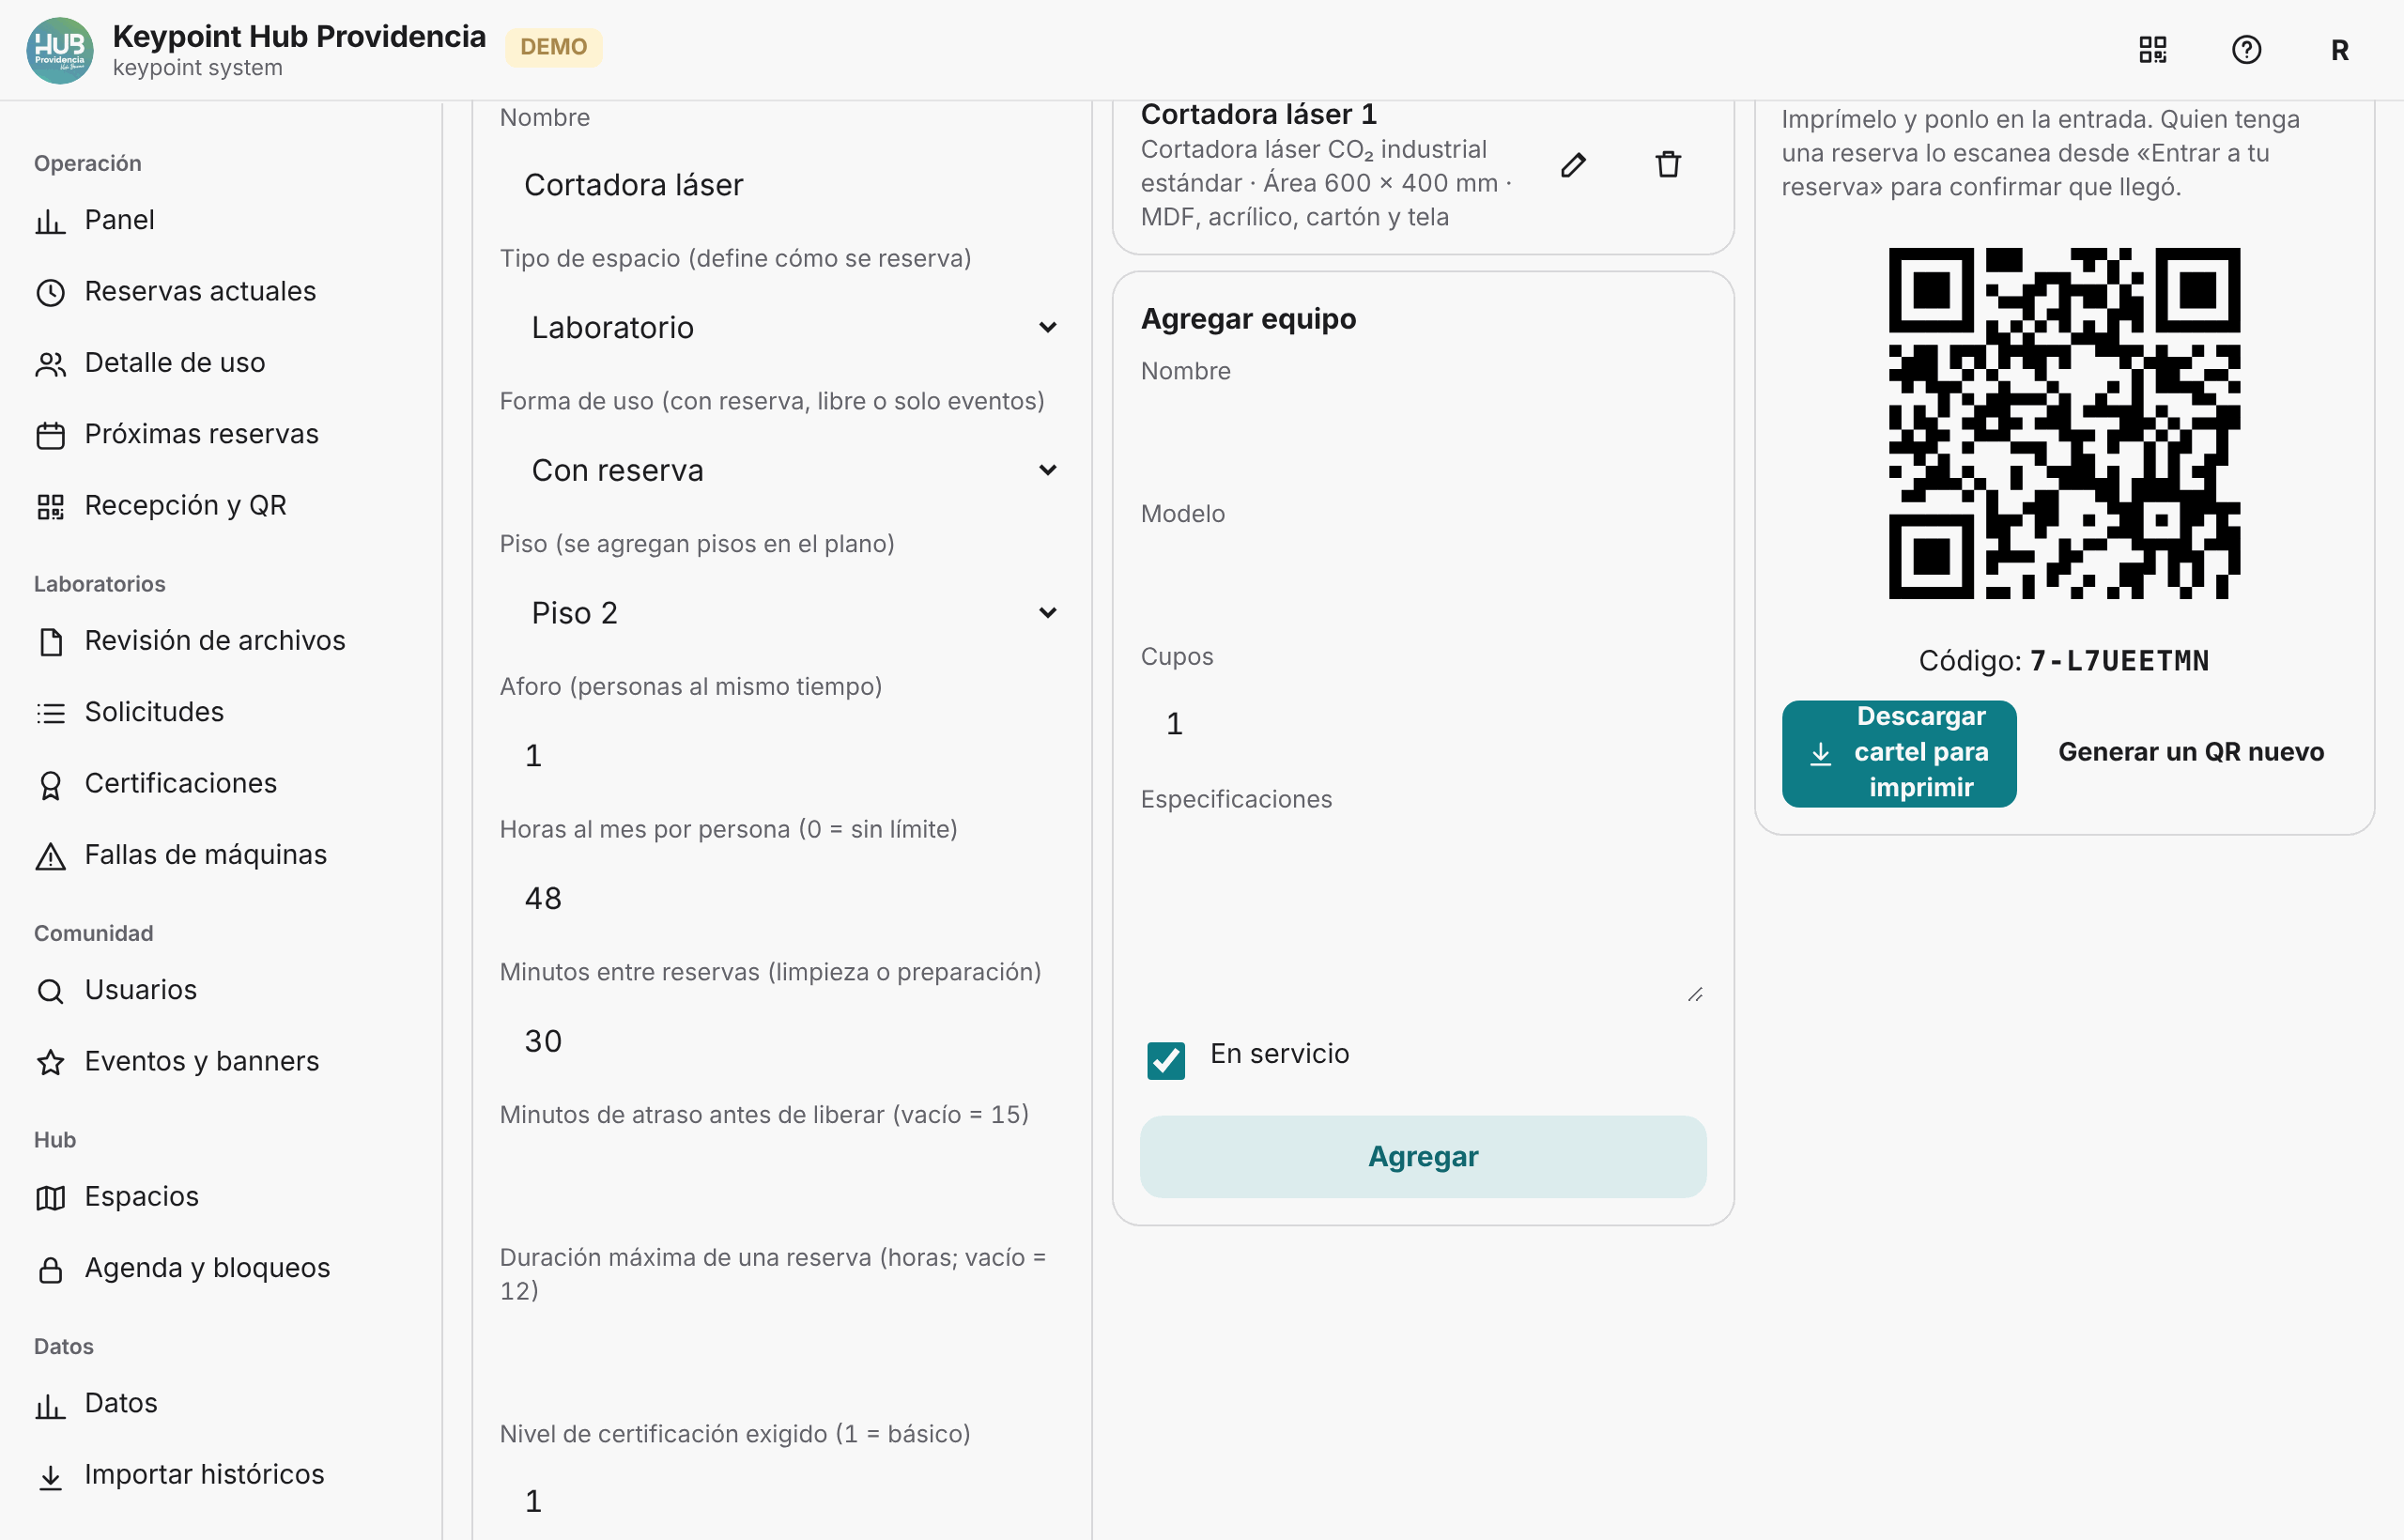 HUB
Providencia
Keypoint Hub Providencia
keypoint system
DEMO
R
Operación
Panel
Reservas actuales
Detalle de uso
Próximas reservas
Recepción y QR
Laboratorios
Revisión de archivos
Solicitudes
Certificaciones
Fallas de máquinas
Comunidad
Usuarios
Eventos y banners
Hub
Espacios
Agenda y bloqueos
Datos
Datos
Importar históricos
Nombre
Cortadora láser
Tipo de espacio (define cómo se reserva)
Laboratorio
Forma de uso (con reserva, libre o solo eventos)
Con reserva
Piso (se agregan pisos en el plano)
Piso 2
Aforo (personas al mismo tiempo)
1
Horas al mes por persona (0 = sin límite)
48
Minutos entre reservas (limpieza o preparación)
30
Minutos de atraso antes de liberar (vacío = 15)
Duración máxima de una reserva (horas; vacío =
12)
Nivel de certificación exigido (1 = básico)
1
Cortadora láser 1
Cortadora láser CO₂ industrial
estándar · Área 600 × 400 mm ·
MDF, acrílico, cartón y tela
Agregar equipo
Nombre
Modelo
Cupos
1
Especificaciones
En servicio
Agregar
Imprímelo y ponlo en la entrada. Quien tenga
una reserva lo escanea desde «Entrar a tu
reserva» para confirmar que llegó.
Código: 7-L7UEETMN
Descargar
cartel para
imprimir
Generar un QR nuevo